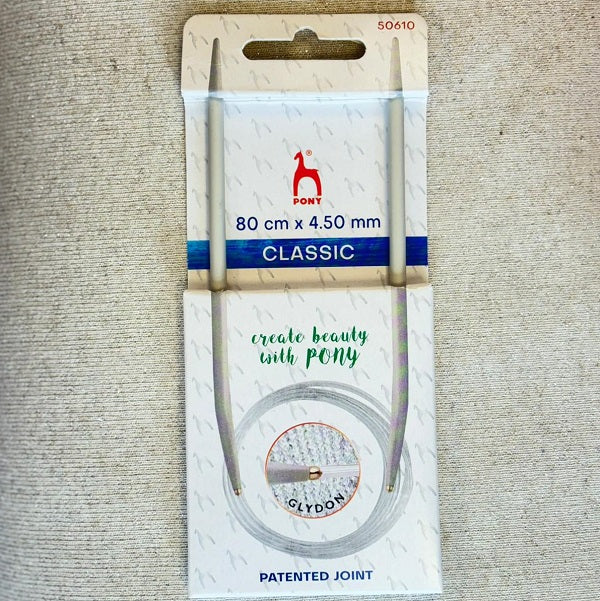 50610
®
PONY
80 cm x 4.50 mm
CLASSIC
create beauty
with PONY
GLYDON
PATENTED JOINT